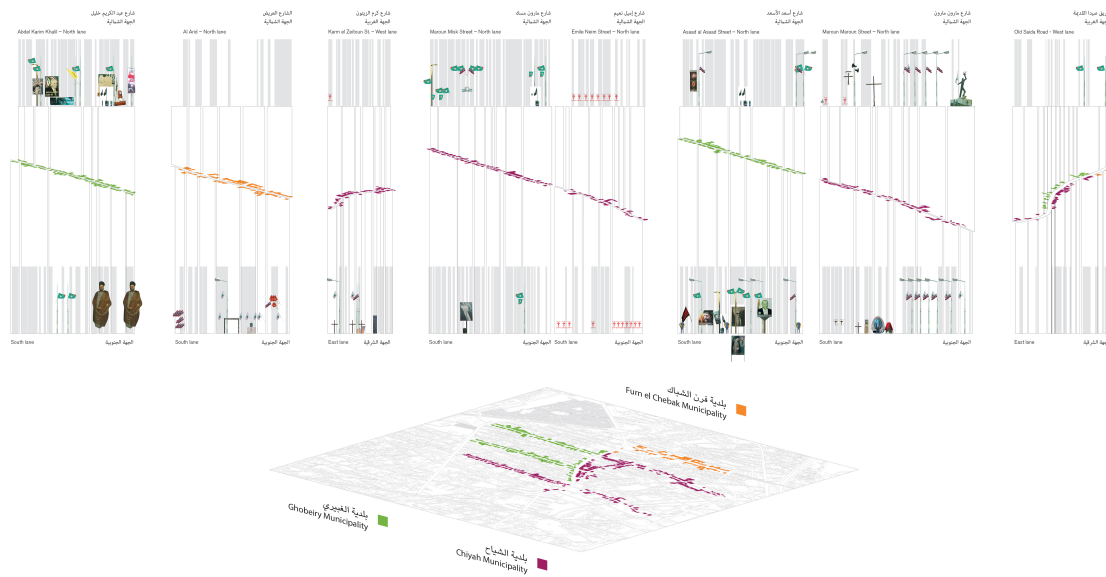 شارع عبد الكريم خليل
الجهة الشمالية
Abdel Karim Khalil – North lane
الشارع العريض
الجهة الشمالية
Al Arid – North lane
شارع كرم الزيتون
الجهة الغربية
Karm el Zeitoun St. – West lane
شارع مارون مسك
الجهة الشمالية
Maroun Misk Street – North lane
شارع إميل نعيم
الجهة الشمالية
Emile Neim Street – North lane
شارع أسعد الأسعد
الجهة الشمالية
Assad el Assad Street – North lane
شارع مارون مارون
الجهة الشمالية
Maroun Maroun Street – North lane
صيدا القديمة
الجهة الغربية
Old Saida Road – West lane
South lane
الجهة الجنوبية
South lane
الجهة الجنوبية
East lane
الجهة الشرقية
South lane
الجهة الجنوبية
South lane
الجهة الجنوبية
South lane
الجهة الجنوبية
South lane
الجهة الجنوبية
East lane
الجهة الشرقية
بلدية فرن الشباك
Furn el Chebak Municipality
بلدية الغبيري
Ghobeiry Municipality
بلدية الشياح
Chiyah Municipality